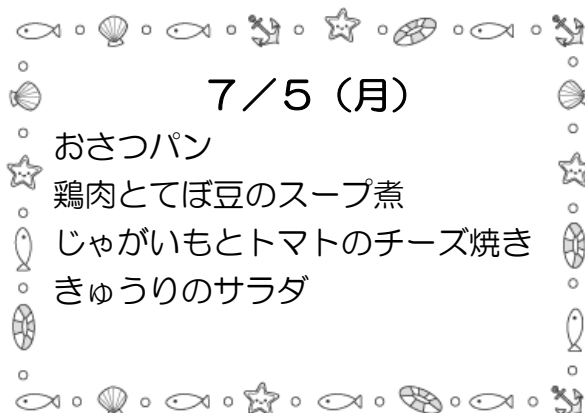 7／5（月）
おさつパン
鶏肉とてぼ豆のスープ煮
じゃがいもとトマトのチーズ焼き
きゅうりのサラダ